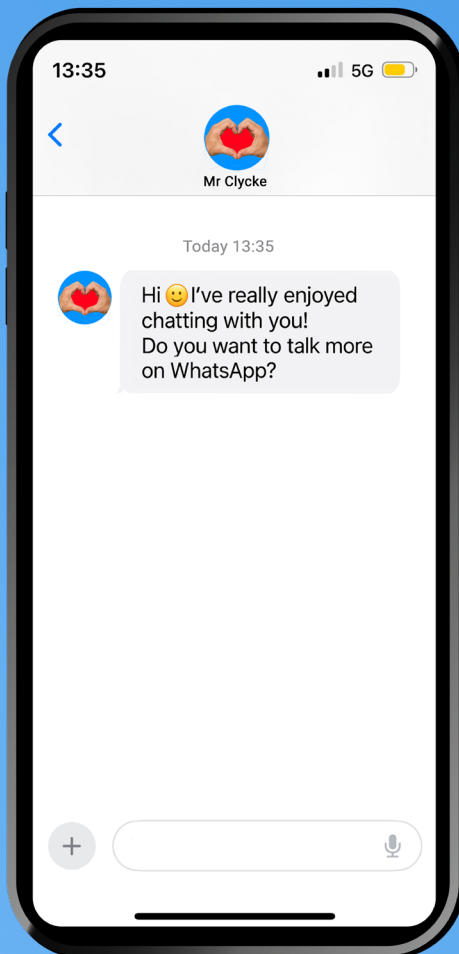 13:35
5G
Mr Clycke
Today 13:35
Hi 🙂 I've really enjoyed
chatting with you!
Do you want to talk more
on WhatsApp?